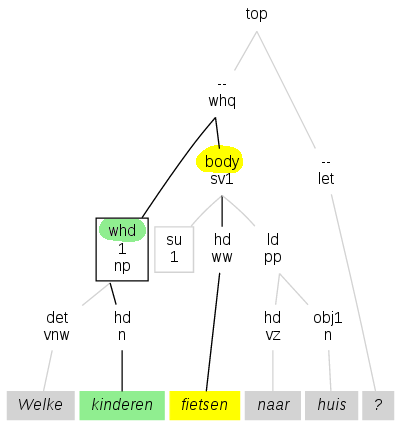 top
--
whq
body
sv1
--
let
whd
1
np
su
1
hd
ww
ld
pp
det
vnw
hd
n
hd
vz
obj1
n
Welke kinderen fietsen naar huis ?